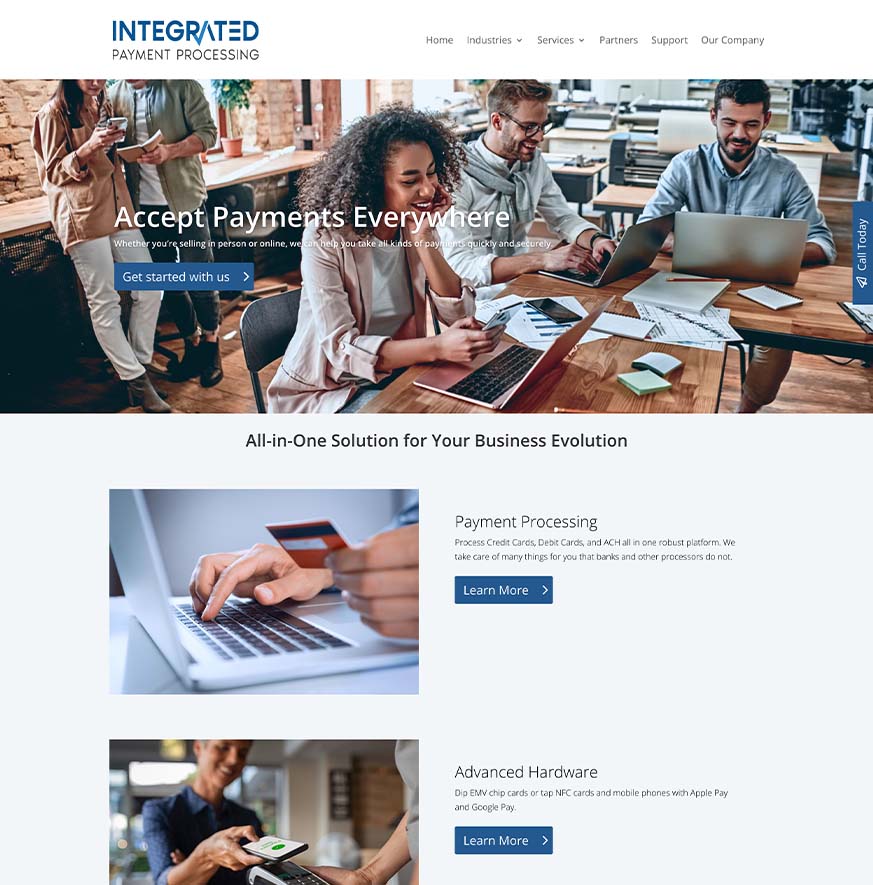 INTEGRATED
PAYMENT PROCESSING
Home Industries Services Partners Support Our Company
Accept Payments Everywhere
Whether you're selling in person or online, we can help you take all kinds of payments quickly and securely.
Get started with us
Call Today
All-in-One Solution for Your Business Evolution
Payment Processing
Process Credit Cards, Debit Cards, and ACH all in one robust platform. We
take care of many things for you that banks and other processors do not.
Learn More
Advanced Hardware
Dip EMV chip cards or tap NFC cards and mobile phones with Apple Pay
and Google Pay.
Learn More